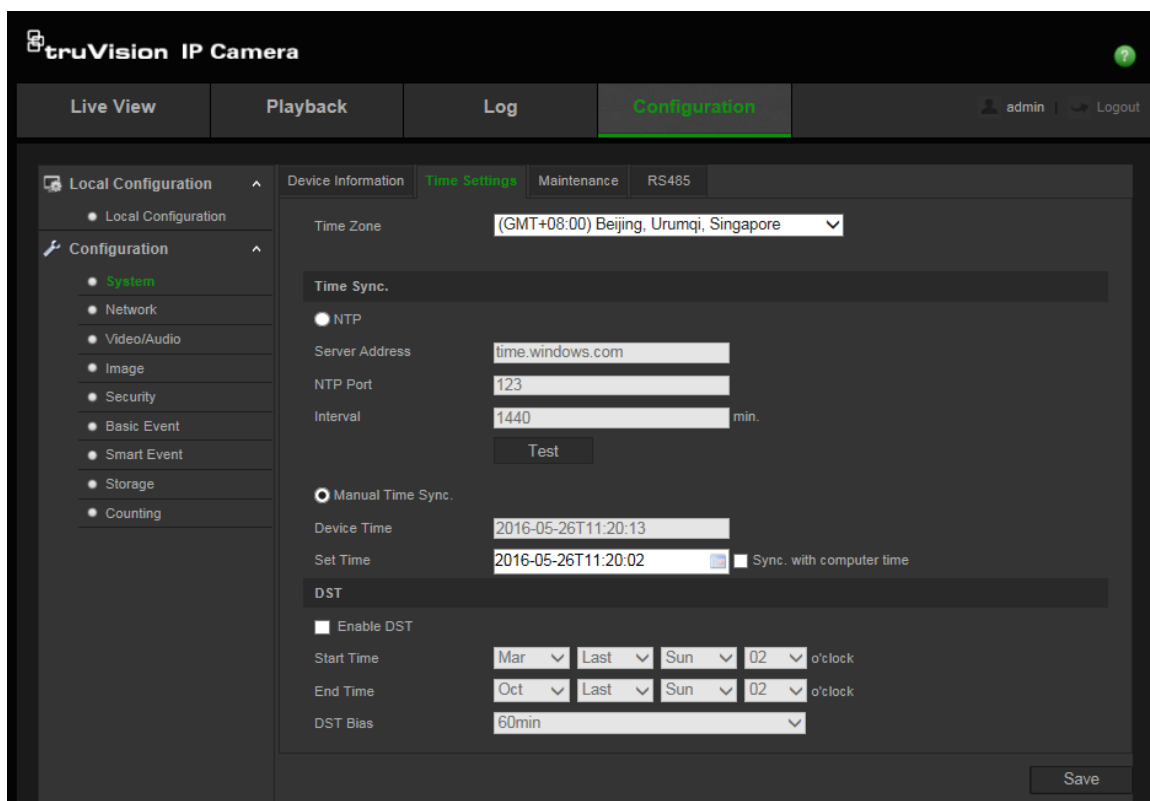 truVision IP Camera
?
Live View Playback Log Configuration admin | Logout
Local Configuration
Local Configuration
Configuration
System
Network
Video/Audio
Image
Security
Basic Event
Smart Event
Storage
Counting
Device Information Time Settings Maintenance RS485
Time Zone (GMT+08:00) Beijing, Urumqi, Singapore
Time Sync.
NTP
Server Address time.windows.com
NTP Port 123
Interval 1440 min.
Test
Manual Time Sync.
Device Time 2016-05-26T11:20:13
Set Time 2016-05-26T11:20:02 Sync. with computer time
DST
Enable DST
Start Time Mar Last Sun 02 o'clock
End Time Oct Last Sun 02 o'clock
DST Bias 60min
Save